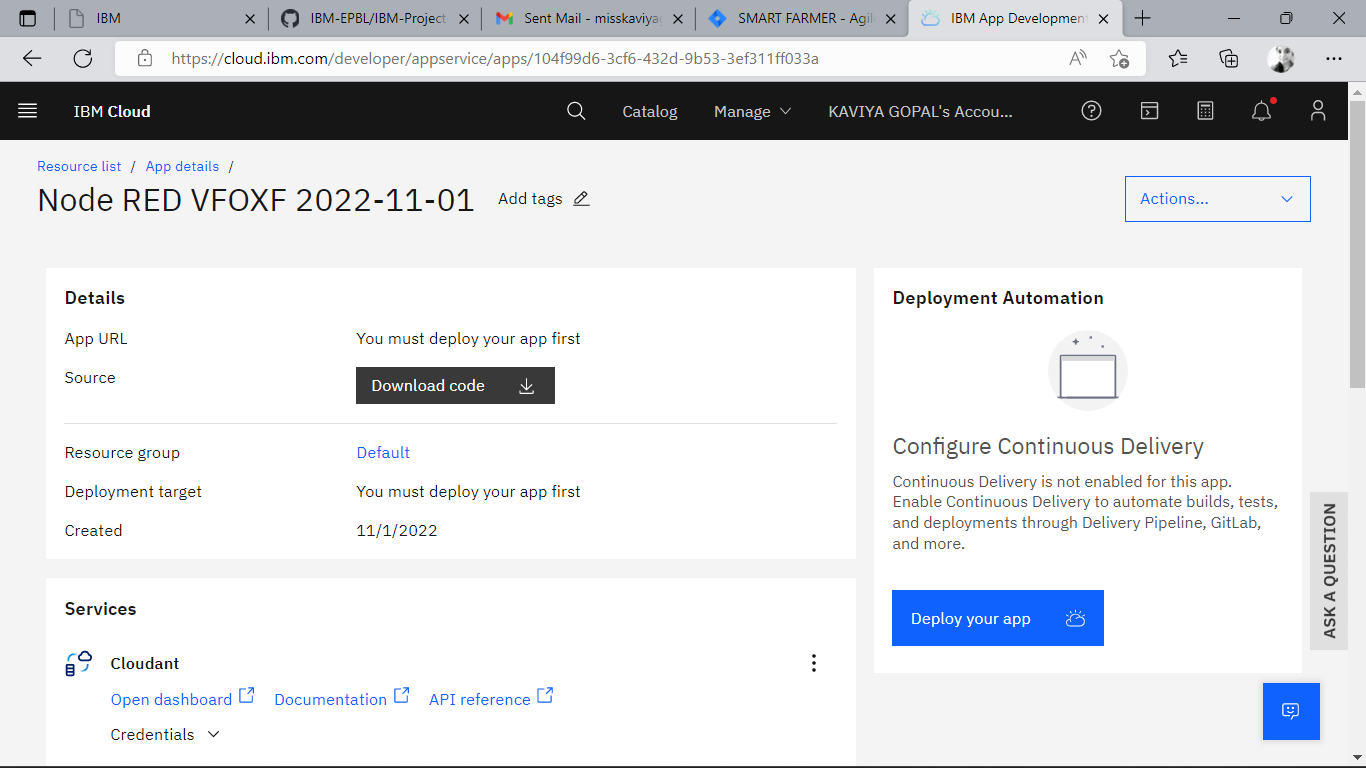 IBM
IBM-EPBL/IBM-Project
Sent Mail - misskaviya
SMART FARMER - Agil
IBM App Development
https://cloud.ibm.com/developer/appservice/apps/104f99d6-3cf6-432d-9b53-3ef311ff033a
IBM Cloud
Catalog
Manage
KAVIYA GOPAL's Accou...
Resource list / App details /
Node RED VFOXF 2022-11-01
Add tags
Actions...
Details
App URL You must deploy your app first
Source Download code
Resource group Default
Deployment target You must deploy your app first
Created 11/1/2022
Services
Cloudant
Open dashboard Documentation API reference
Credentials
Deployment Automation
Configure Continuous Delivery
Continuous Delivery is not enabled for this app.
Enable Continuous Delivery to automate builds, tests,
and deployments through Delivery Pipeline, GitLab,
and more.
Deploy your app
ASK A QUESTION